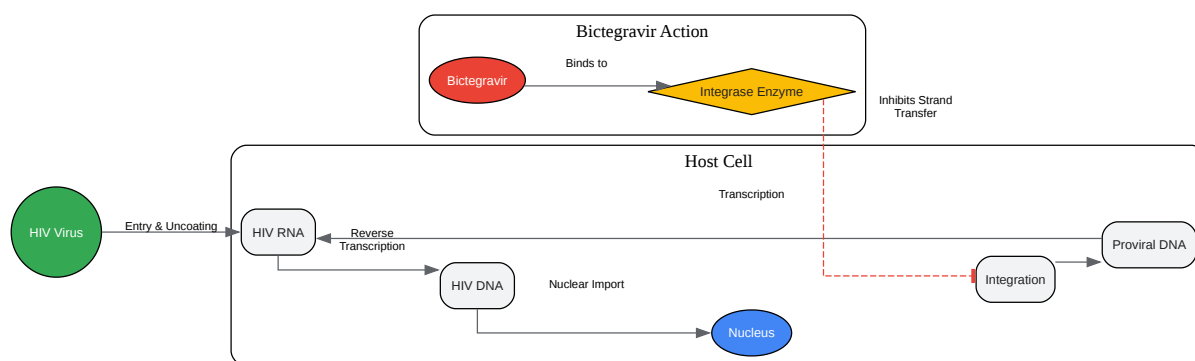 Bictegravir Action
Bictegravir
Binds to
Integrase Enzyme
Inhibits Strand
Transfer
Host Cell
Transcription
HIV Virus
Entry & Uncoating
HIV RNA
Reverse
Transcription
Proviral DNA
HIV DNA
Nuclear Import
Integration
Nucleus